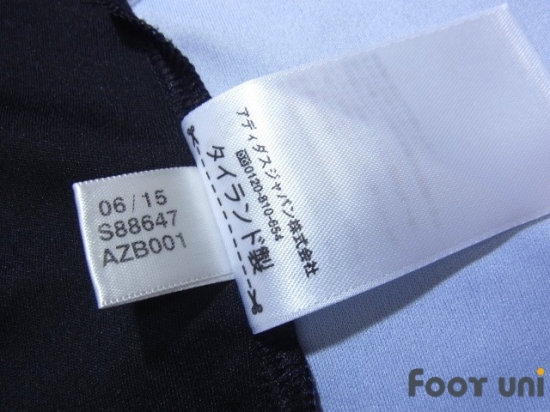 06/15
S88647
AZB001
アディダスジャパン株式会社
0120-810-654
タイランド製
FOOT UNI